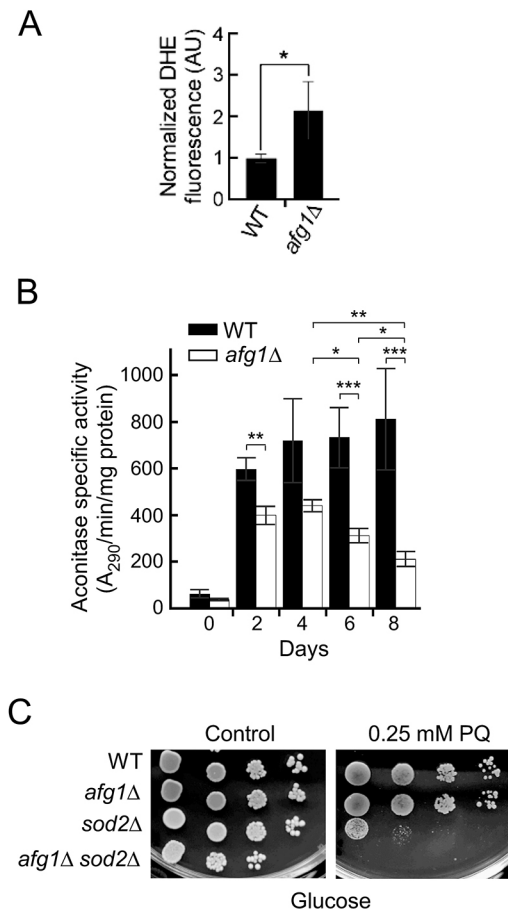 A
Normalized DHE
fluorescence (AU)
4
3
2
1
0
*
WT
afg1Δ
B
WT
afg1Δ
**
*
*
***
***
**
Aconitase specific activity
(A290/min/mg protein)
1000
800
600
400
200
0
0 2 4 6 8
Days
C
Control 0.25 mM PQ
WT
afg1Δ
sod2Δ
afg1Δ sod2Δ
Glucose